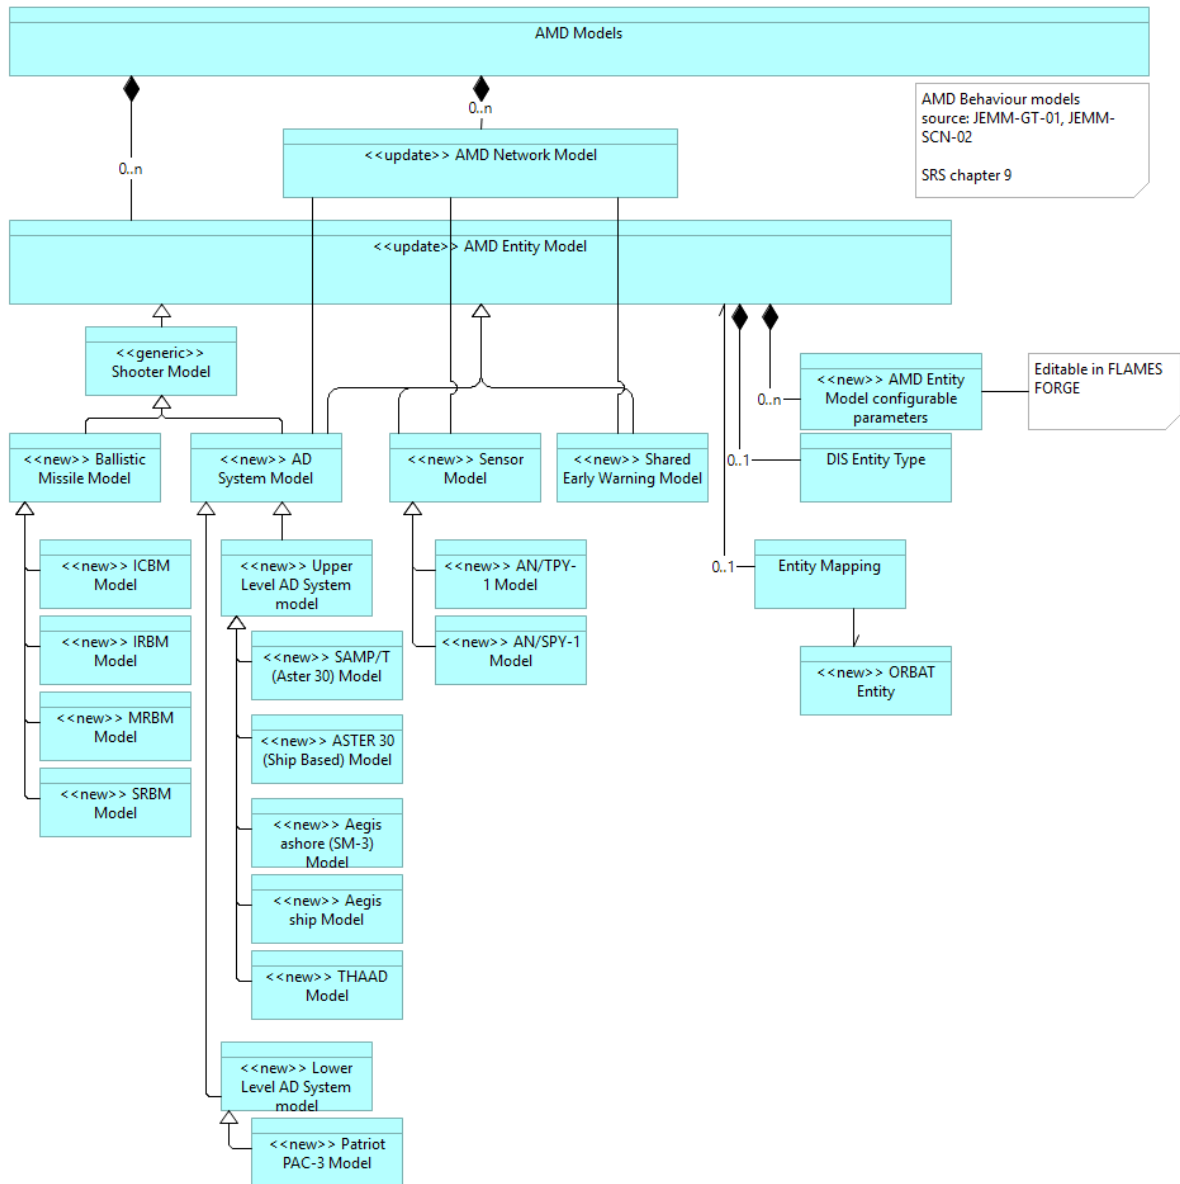 AMD Models
0..n
AMD Behaviour models
source: JEMM-GT-01, JEMM-
SCN-02
SRS chapter 9
<<update>> AMD Network Model
0..n
<<update>> AMD Entity Model
<<generic>>
Shooter Model
<<new>> AMD Entity
Model configurable
parameters
Editable in FLAMES
FORGE
0..n
<<new>> Ballistic
Missile Model
<<new>> AD
System Model
<<new>> Sensor
Model
<<new>> Shared
Early Warning Model
0..1
DIS Entity Type
<<new>> ICBM
Model
<<new>> Upper
Level AD System
model
<<new>> AN/TPY-
1 Model
0..1
Entity Mapping
<<new>> IRBM
Model
<<new>> AN/SPY-1
Model
<<new>> SAMP/T
(Aster 30) Model
<<new>> ORBAT
Entity
<<new>> MRBM
Model
<<new>> ASTER 30
(Ship Based) Model
<<new>> SRBM
Model
<<new>> Aegis
ashore (SM-3)
Model
<<new>> Aegis
ship Model
<<new>> THAAD
Model
<<new>> Lower
Level AD System
model
<<new>> Patriot
PAC-3 Model